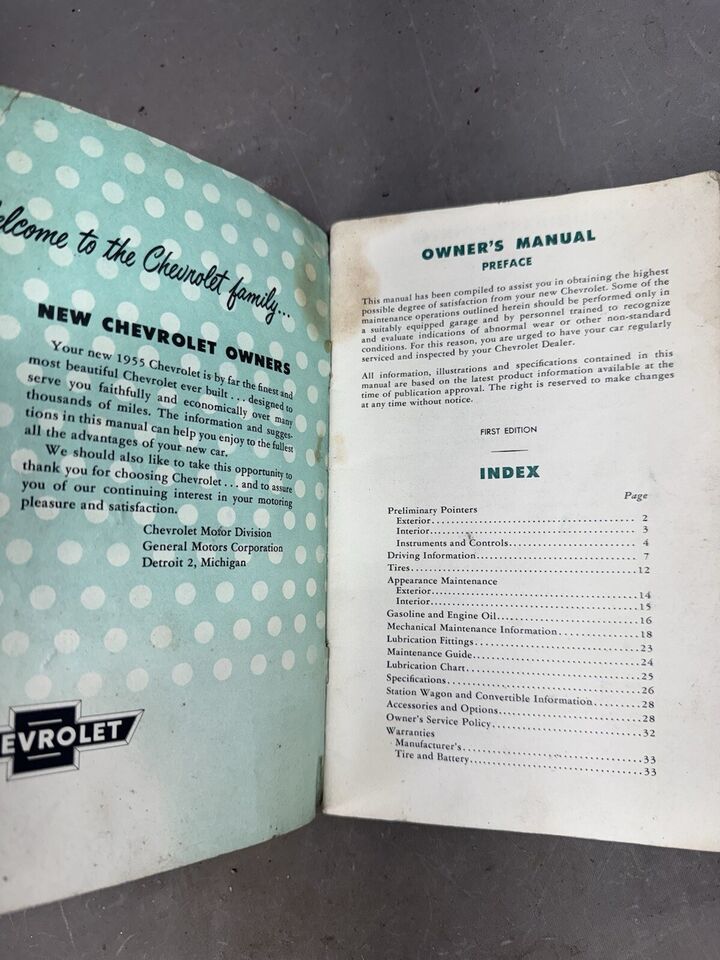 elcome to the Chevrolet family...
NEW CHEVROLET OWNERS
Your new 1955 Chevrolet is by far the finest and
most beautiful Chevrolet ever built . . . designed to
serve you faithfully and economically over many
thousands of miles. The information and sugges-
tions in this manual can help you enjoy to the fullest
all the advantages of your new car.
We should also like to take this opportunity to
thank you for choosing Chevrolet . . . and to assure
you of our continuing interest in your motoring
pleasure and satisfaction.
Chevrolet Motor Division
General Motors Corporation
Detroit 2, Michigan
EVROLET
OWNER'S MANUAL
PREFACE
This manual has been compiled to assist you in obtaining the highest
possible degree of satisfaction from your new Chevrolet. Some of the
maintenance operations outlined herein should be performed only in
a suitably equipped garage and by personnel trained to recognize
and evaluate indications of abnormal wear or other non-standard
conditions. For this reason, you are urged to have your car regularly
serviced and inspected by your Chevrolet Dealer.
All information, illustrations and specifications contained in this
manual are based on the latest product information available at the
time of publication approval. The right is reserved to make changes
at any time without notice.
FIRST EDITION
INDEX
Page
Preliminary Pointers
Exterior........................................ 2
Interior........................................ 3
Instruments and Controls........................ 4
Driving Information............................. 7
Tires...........................................12
Appearance Maintenance
Exterior........................................14
Interior........................................15
Gasoline and Engine Oil.........................16
Mechanical Maintenance Information..............18
Lubrication Fittings............................23
Maintenance Guide...............................24
Lubrication Chart...............................25
Specifications..................................26
Station Wagon and Convertible Information.......28
Accessories and Options.........................28
Owner's Service Policy..........................32
Warranties
Manufacturer's..................................33
Tire and Battery................................33